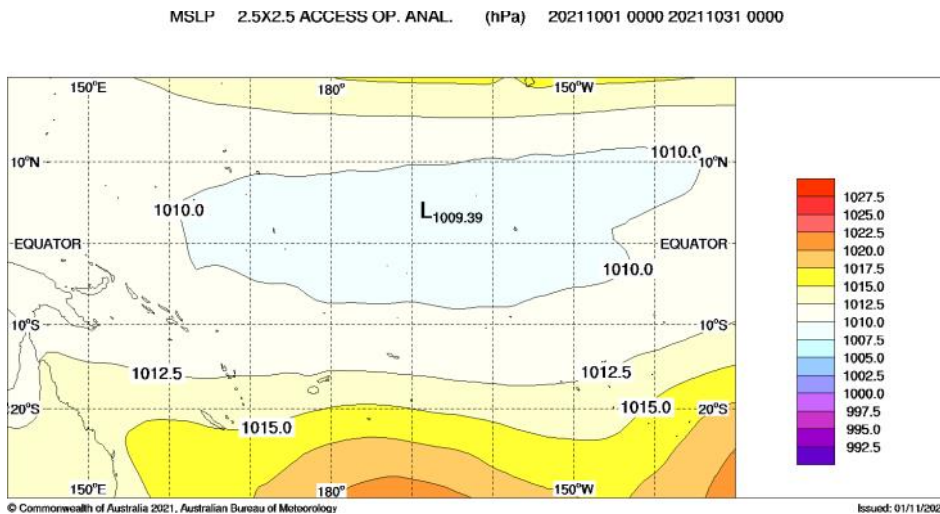 MSLP 2.5X2.5 ACCESS OP. ANAL. (hPa) 20211001 0000 20211031 0000
150°E 180° 150°W
10°N 1010.0 10°N
1010.0 L1009.39
EQUATOR EQUATOR
1010.0
10°S 10°S
1012.5 1012.5
20°S 1015.0 1015.0 20°S
150°E 180° 150°W
1027.5
1025.0
1022.5
1020.0
1017.5
1015.0
1012.5
1010.0
1007.5
1005.0
1002.5
1000.0
997.5
995.0
992.5
© Commonwealth of Australia 2021, Australian Bureau of Meteorology
Issued: 01/11/202